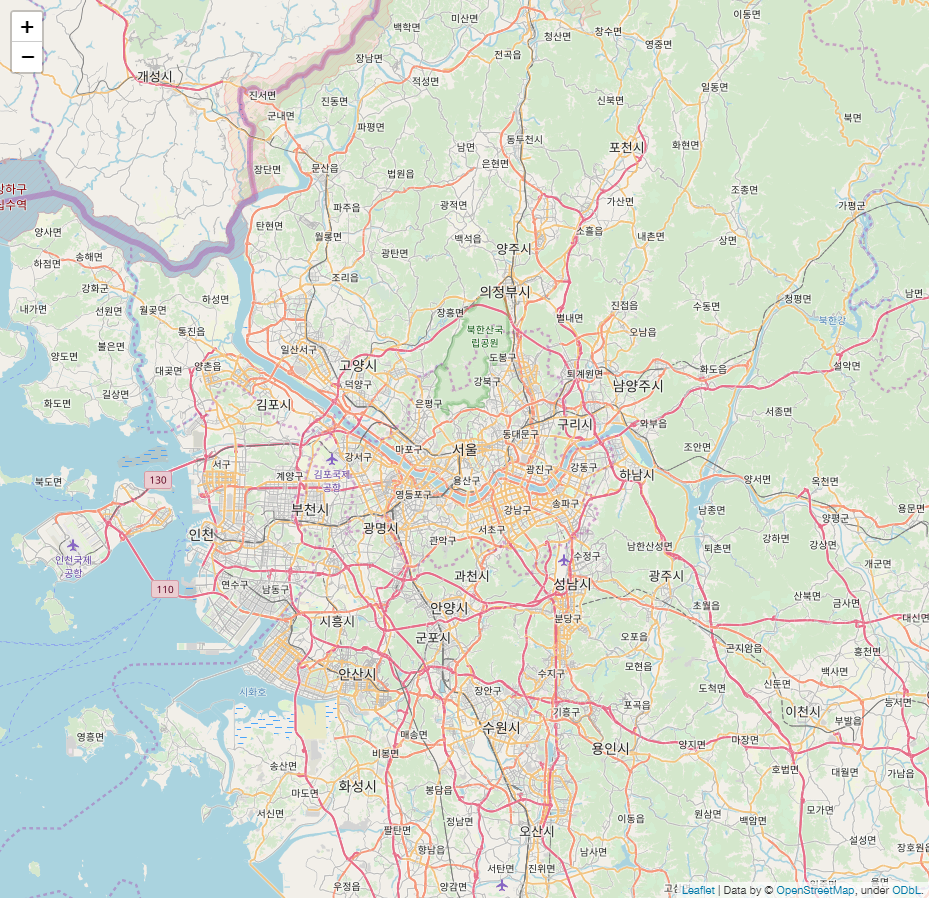 +
−
이동면
미산면
백학면
창수면
청산면
영중면
전곡읍
장남면
개성시
적성면
일동면
진서면
진동면
신북면
군내면
북면
파평면
동두천시
남면
포천시
화현면
은현면
장단면
문산읍
법원읍
조종면
가산면
광적면
파주읍
가평군
탄현면
소흘읍
양사면
월롱면
백석읍
내촌면
상면
양주시
광탄면
송해면
하점면
조리읍
강화군
의정부시
남면
하성면
청평면
내가면
선원면
월곶면
장흥면
진접읍
수동면
별내면
북한강
통진읍
북한산국
립공원
오남읍
불은면
양도면
일산서구
도봉구
고양시
양촌읍
설악면
대곶면
화도읍
퇴계원면
덕양구
강북구
남양주시
길상면
화도면
김포시
은평구
서종면
구리시
와부읍
동대문구
마포구
서울
조안면
강서구
서구
광진구
강동구
계양구
김포국제
공항
하남시
130
북도면
용산구
양서면
옥천면
영등포구
송파구
부천시
강남구
남종면
용문면
양평군
광명시
서초구
인천
관악구
강하면
강상면
남한산성면
퇴촌면
수정구
인천국제
공항
개군면
과천시
광주시
성남시
연수구
남동구
110
산북면
금사면
안양시
초월읍
시흥시
분당구
대신면
군포시
오포읍
곤지암읍
흥천면
안산시
모현읍
백사면
수지구
시화호
장안구
도척면
신둔면
능서면
포곡읍
기흥구
이천시
부발읍
수원시
영흥면
매송면
양지면
마장면
용인시
비봉면
송산면
호법면
대월면
가남읍
화성시
마도면
봉담읍
서신면
원삼면
모가면
정남면
이동읍
백암면
팔탄면
오산시
설성면
향남읍
남사면
장호원읍
서탄면
진위면
우정읍
양감면
Leaflet | Data by © OpenStreetMap, under ODbL.